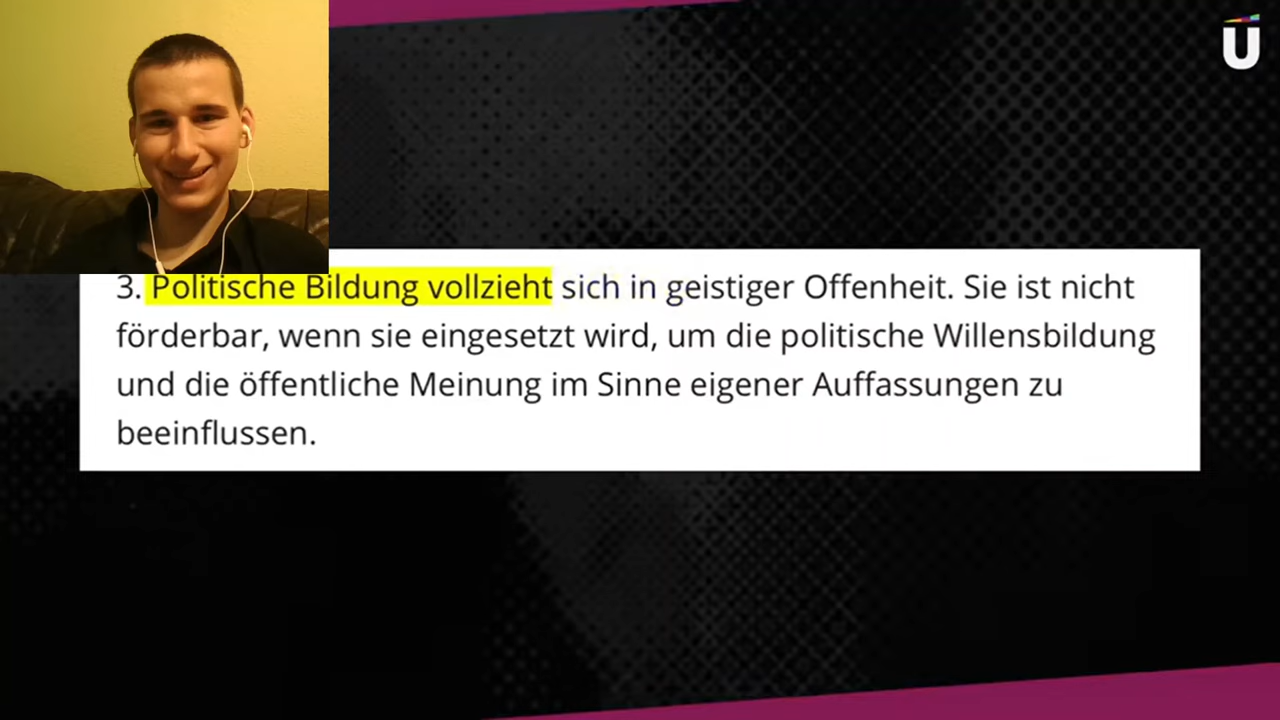 Ü
3. Politische Bildung vollzieht sich in geistiger Offenheit. Sie ist nicht
förderbar, wenn sie eingesetzt wird, um die politische Willensbildung
und die öffentliche Meinung im Sinne eigener Auffassungen zu
beeinflussen.